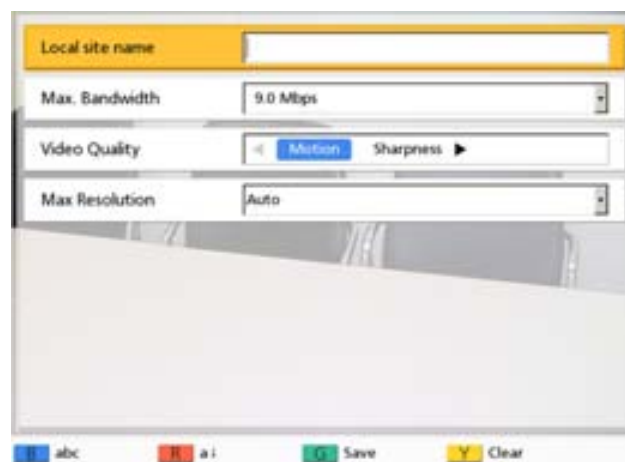 Local site name
Max. Bandwidth 9.0 Mbps
Video Quality Motion Sharpness
Max Resolution Auto
B abc R a: G Save Y Clear